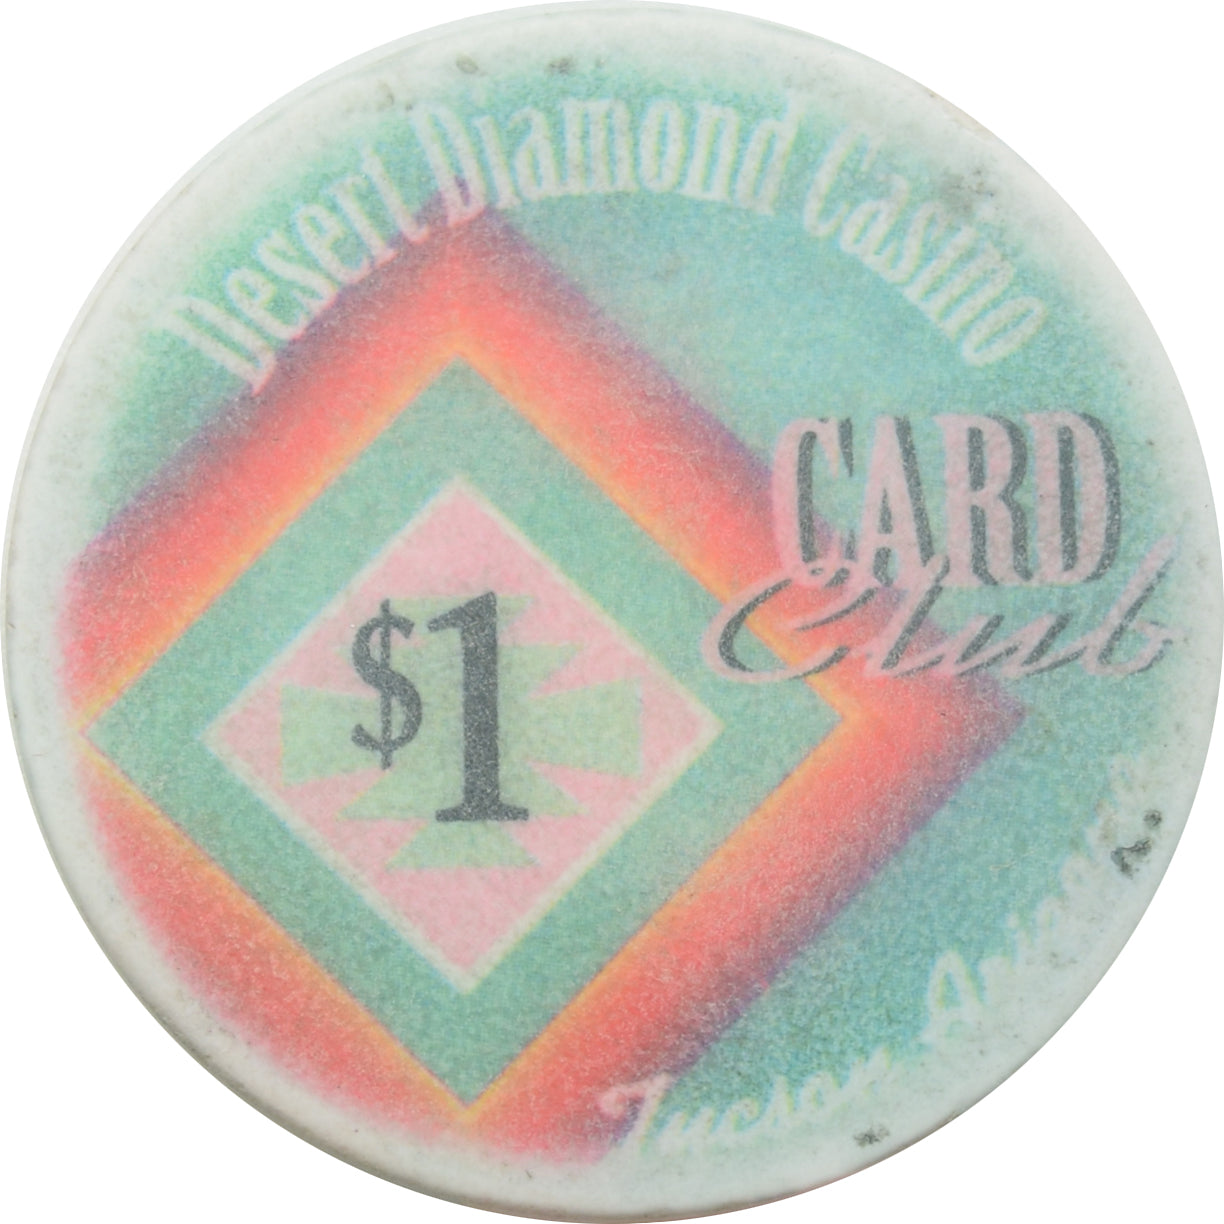 Desert Diamond Casino
CARD
Club
$1
Tucson Arizona